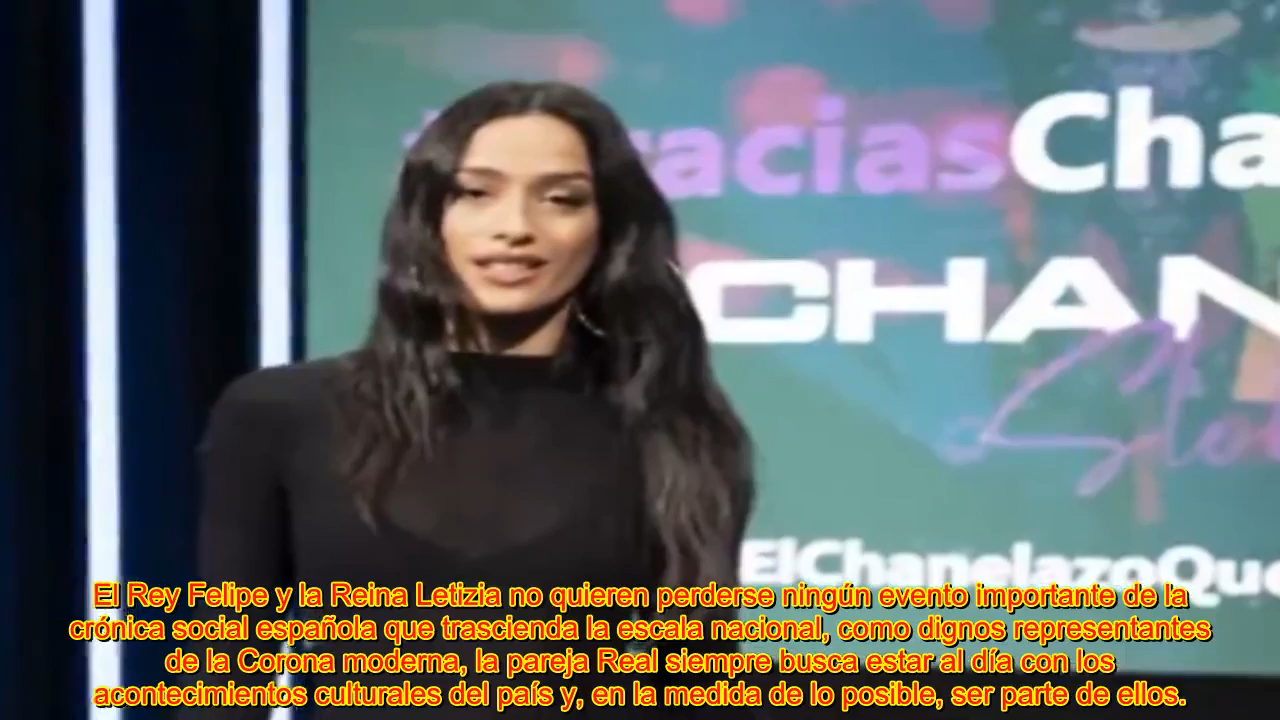 GraciasCha
CHAN
Slo
ElChanelazoQue
El Rey Felipe y la Reina Letizia no quieren perderse ningún evento importante de la
crónica social española que trascienda la escala nacional, como dignos representantes
de la Corona moderna, la pareja Real siempre busca estar al día con los
acontecimientos culturales del país y, en la medida de lo posible, ser parte de ellos.